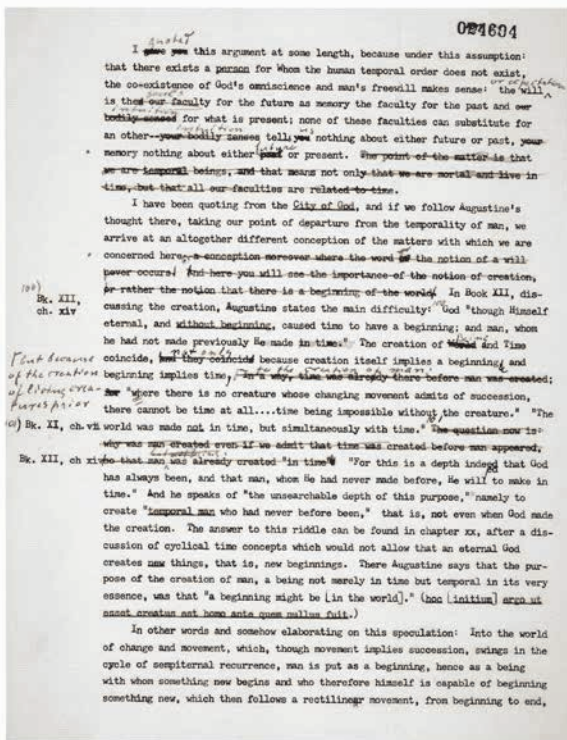 024604
quoted
I gave you this argument at some length, because under this assumption:
that there exists a person for Whom the human temporal order does not exist,
or expectation
the co-existence of God's omniscience and man's freewill makes sense: the will
is then our faculty for the future as memory the faculty for the past and our
intuition
bodily senses for what is present; none of these faculties can substitute for
intuition us
an other--your bodily senses tells you nothing about either future or past, your
future
memory nothing about either past or present. The point of the matter is that
we are temporal beings, and that means not only that we are mortal and live in
time, but that all our faculties are related to time.
I have been quoting from the City of God, and if we follow Augustine's
thought there, taking our point of departure from the temporality of man, we
arrive at an altogether different conception of the matters with which we are
concerned here, a conception moreover where the word or the notion of a will
never occurs. And here you will see the importance of the notion of creation,
or rather the notion that there is a beginning of the world. In Book XII, dis-
Bk. XII,
ch. xiv
cussing the creation, Augustine states the main difficulty: God "though Himself
eternal, and without beginning, caused time to have a beginning; and man, whom
he had not made previously He made in time." The creation of world and Time
not only
coincide, and they coincide because creation itself implies a beginning and
but because
of the creation
of living crea-
tures prior
to the creation of man
beginning implies time, in a way, time was already there before man was created;
for "where there is no creature whose changing movement admits of succession,
there cannot be time at all....time being impossible without the creature." "The
Bk. XI, ch. vi
world was made not in time, but simultaneously with time." The question now is:
why was man created even if we admit that time was created before man appeared,
Bk. XII, ch xiv
so that man was already created "in time" "For this is a depth indeed that God
has always been, and that man, whom He had never made before, He will to make in
time." And he speaks of "the unsearchable depth of this purpose," namely to
create "temporal man who had never before been," that is, not even when God made
the creation. The answer to this riddle can be found in chapter xx, after a dis-
cussion of cyclical time concepts which would not allow that an eternal God
creates new things, that is, new beginnings. There Augustine says that the pur-
pose of the creation of man, a being not merely in time but temporal in its very
essence, was that "a beginning might be [in the world]." (hoc [initium] ergo ut
esset creatus est homo ante quem nullus fuit.)
In other words and somehow elaborating on this speculation: Into the world
of change and movement, which, though movement implies succession, swings in the
cycle of sempiternal recurrence, man is put as a beginning, hence as a being
with whom something new begins and who therefore himself is capable of beginning
something new, which then follows a rectilinear movement, from beginning to end,